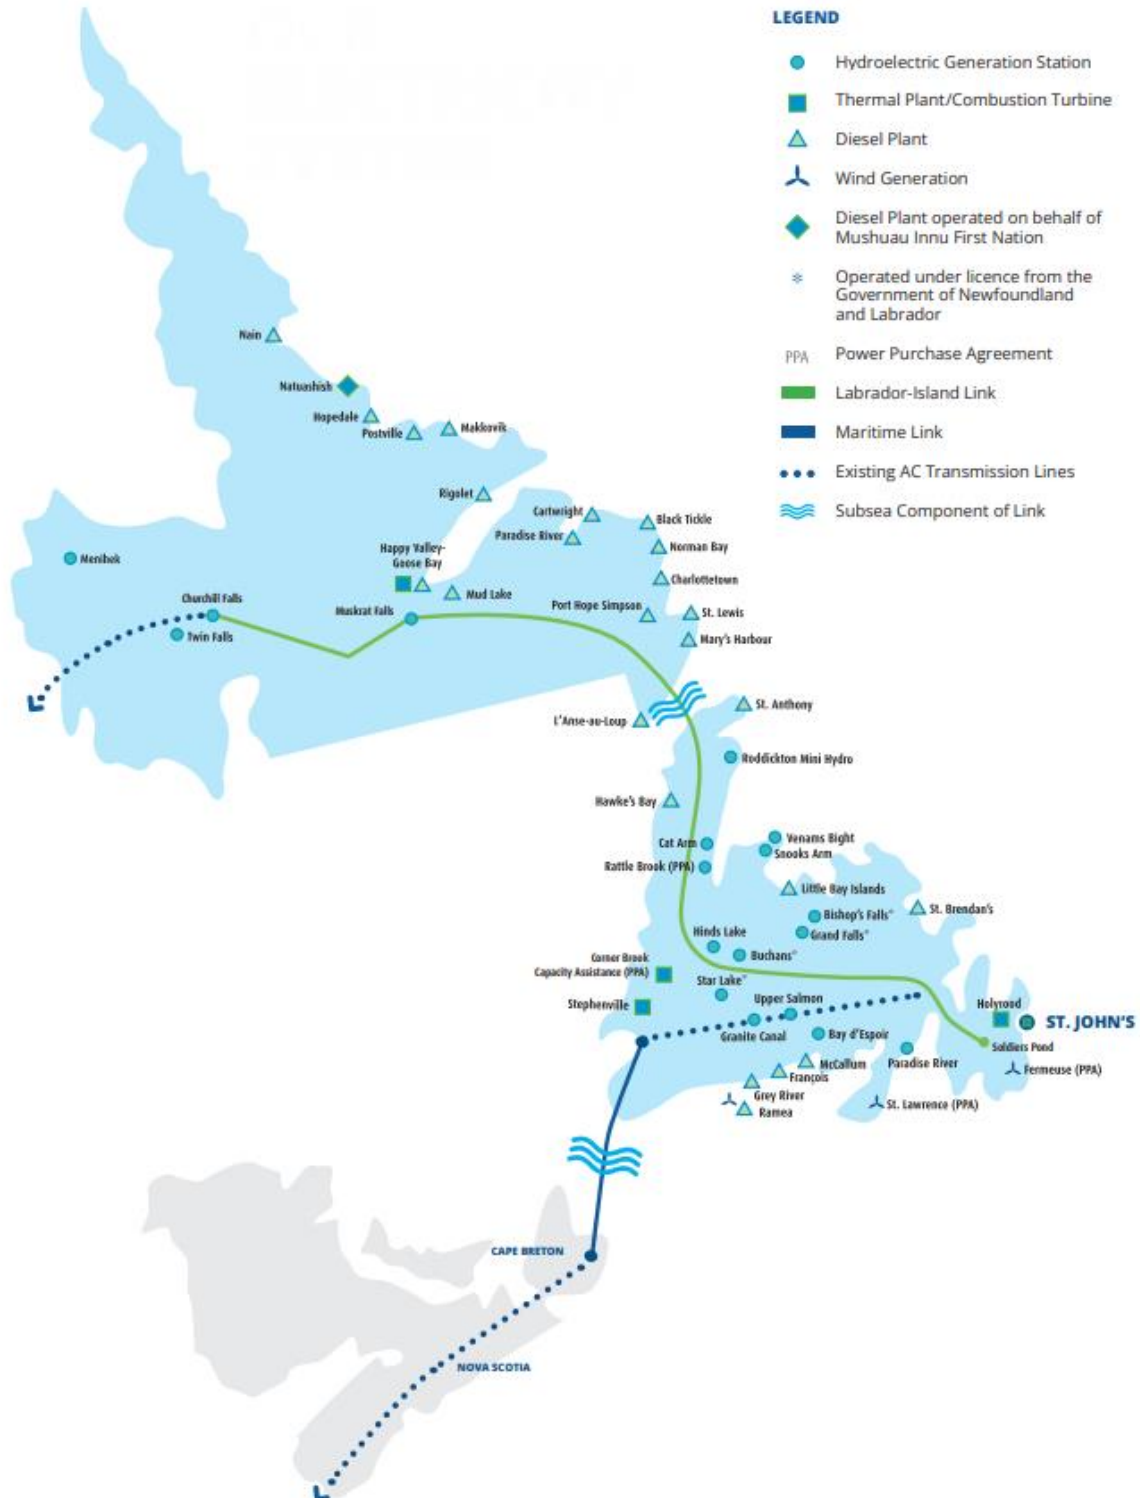 LEGEND
Hydroelectric Generation Station
Thermal Plant/Combustion Turbine
Diesel Plant
Wind Generation
Diesel Plant operated on behalf of
Mushuau Innu First Nation
* Operated under licence from the
Government of Newfoundland
and Labrador
PPA Power Purchase Agreement
Labrador-Island Link
Maritime Link
Existing AC Transmission Lines
Subsea Component of Link
Nain
Natuashish
Hopedale
Postville
Makkovik
Rigolet
Cartwright
Black Tickle
Paradise River
Norman Bay
Happy Valley-
Goose Bay
Menihek
Charlottetown
Mud Lake
Churchill Falls
Muskrat Falls
Port Hope Simpson
St. Lewis
Twin Falls
Mary's Harbour
St. Anthony
L'Anse-au-Loup
Roddickton Mini Hydro
Hawke's Bay
Cat Arm
Venams Bight
Snooks Arm
Rattle Brook (PPA)
Little Bay Islands
St. Brendan's
Bishop's Falls*
Grand Falls*
Hinds Lake
Buchans*
Corner Brook
Capacity Assistance (PPA)
Star Lake*
Upper Salmon
Stephenville
Holyrood
ST. JOHN'S
Granite Canal
Bay d'Espoir
Soldiers Pond
Paradise River
McCallum
Fermeuse (PPA)
François
Grey River
St. Lawrence (PPA)
Ramea
CAPE BRETON
NOVA SCOTIA